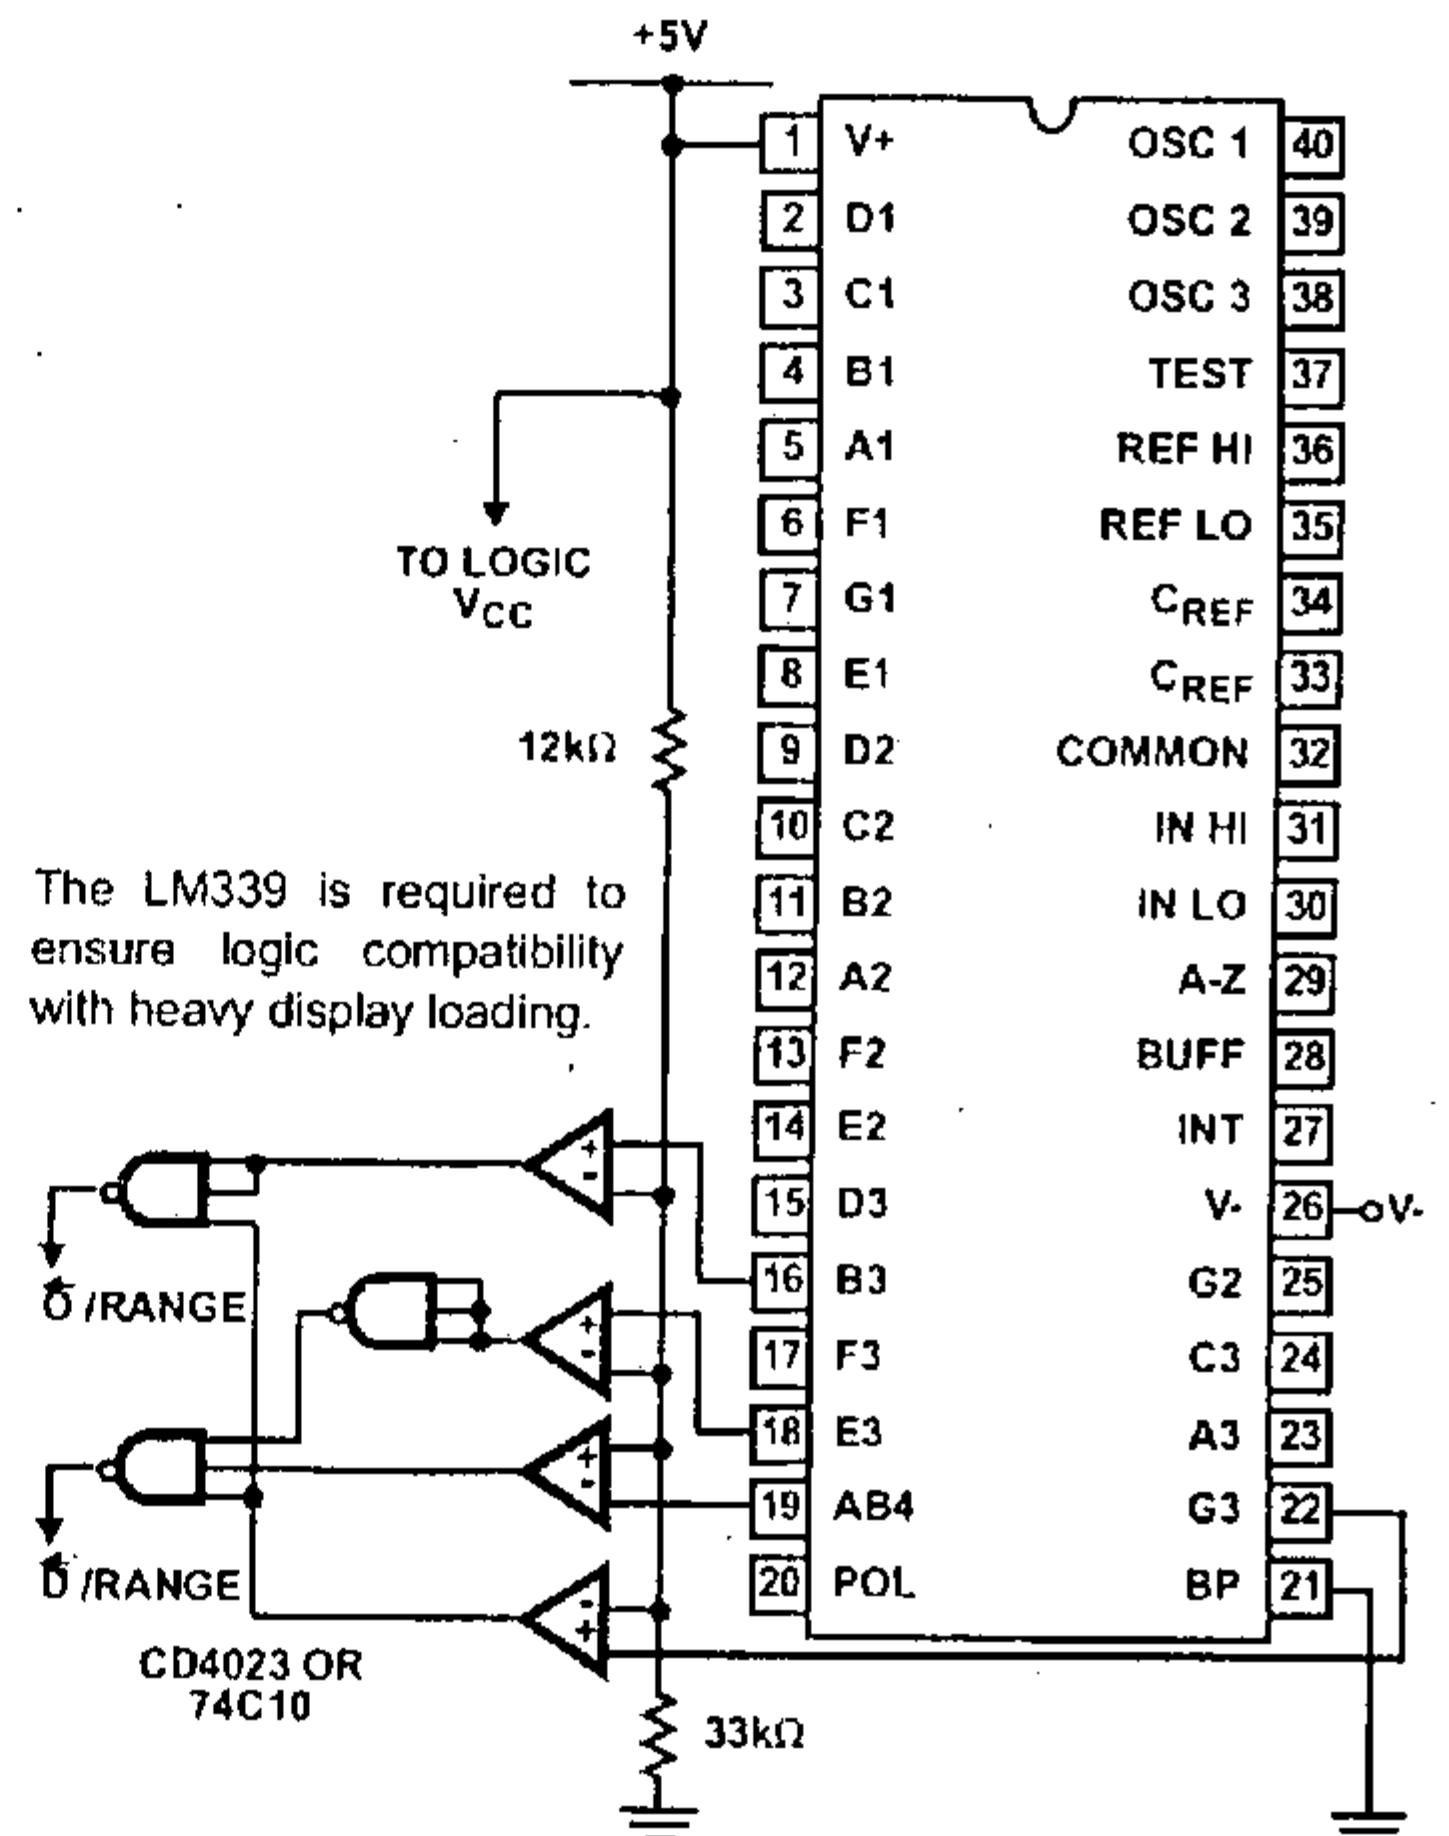 +5V
1 V+ OSC 1 40
2 D1 OSC 2 39
3 C1 OSC 3 38
4 B1 TEST 37
5 A1 REF HI 36
6 F1 REF LO 35
TO LOGIC
VCC
7 G1 CREF 34
8 E1 CREF 33
12kΩ
9 D2 COMMON 32
10 C2 IN HI 31
The LM339 is required to
ensure logic compatibility
with heavy display loading.
11 B2 IN LO 30
12 A2 A-Z 29
13 F2 BUFF 28
14 E2 INT 27
+
-
15 D3 V- 26 V-
16 B3 G2 25
O /RANGE
+
-
17 F3 C3 24
18 E3 A3 23
+
-
19 AB4 G3 22
20 POL BP 21
/RANGE
-
+
CD4023 OR
74C10
33kΩ